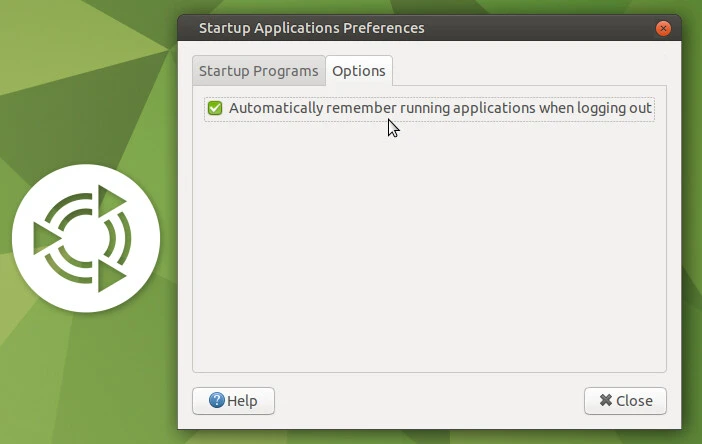 Startup Applications Preferences
Startup Programs
Options
Automatically remember running applications when logging out
Help
Close